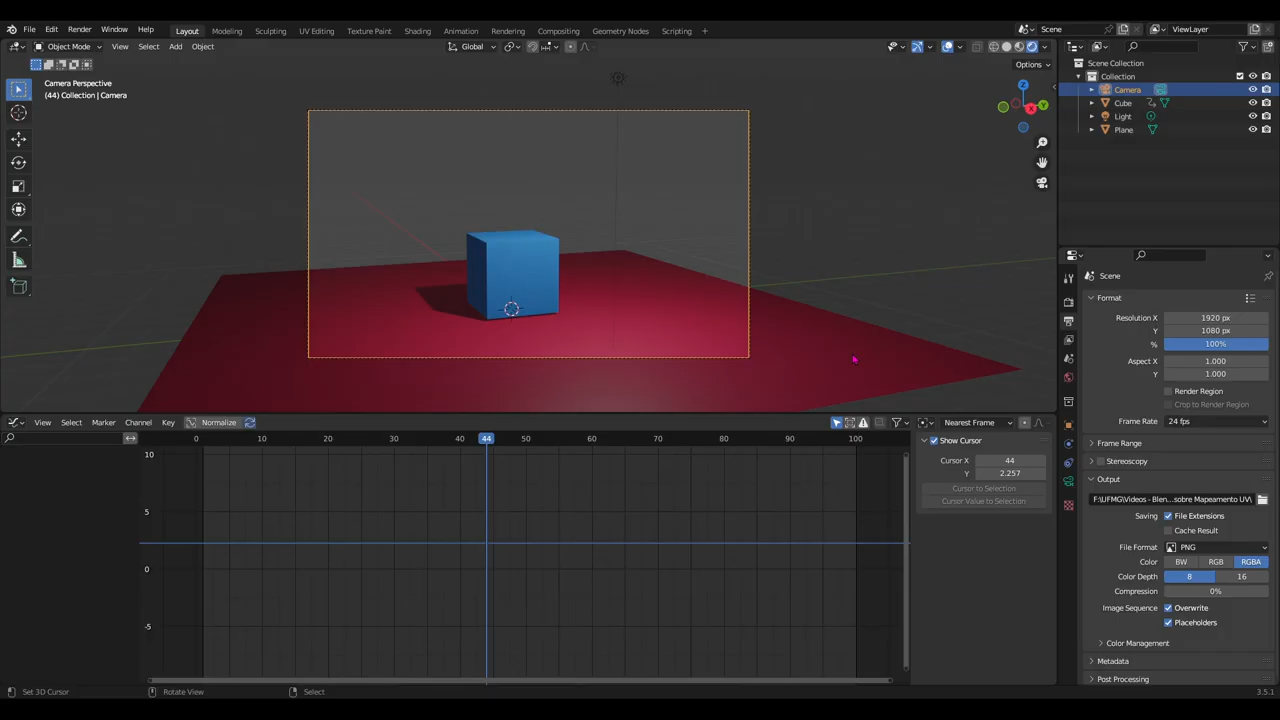 File Edit Render Window Help Layout Modeling Sculpting UV Editing Texture Paint Shading Animation Rendering Compositing Geometry Nodes Scripting + Scene ViewLayer
Object Mode View Select Add Object Global
Options
Camera Perspective
(44) Collection | Camera
Z
Y
X
Scene Collection
Collection
Camera
Cube
Light
Plane
Scene
Format
Resolution X 1920 px
Y 1080 px
% 100%
Aspect X 1.000
Y 1.000
Render Region
Crop to Render Region
Frame Rate 24 fps
Frame Range
Stereoscopy
Output
F:\UFMG\Videos - Blen...sobre Mapeamento UV\
Saving File Extensions
Cache Result
File Format PNG
Color BW RGB RGBA
Color Depth 8 16
Compression 0%
Image Sequence Overwrite
Placeholders
Color Management
Metadata
Post Processing
View Select Marker Channel Key Normalize Nearest Frame
0 10 20 30 40 44 50 60 70 80 90 100
10
5
0
-5
Show Cursor
Cursor X 44
Y 2.257
Cursor to Selection
Cursor Value to Selection
Set 3D Cursor Rotate View Select 3.5.1